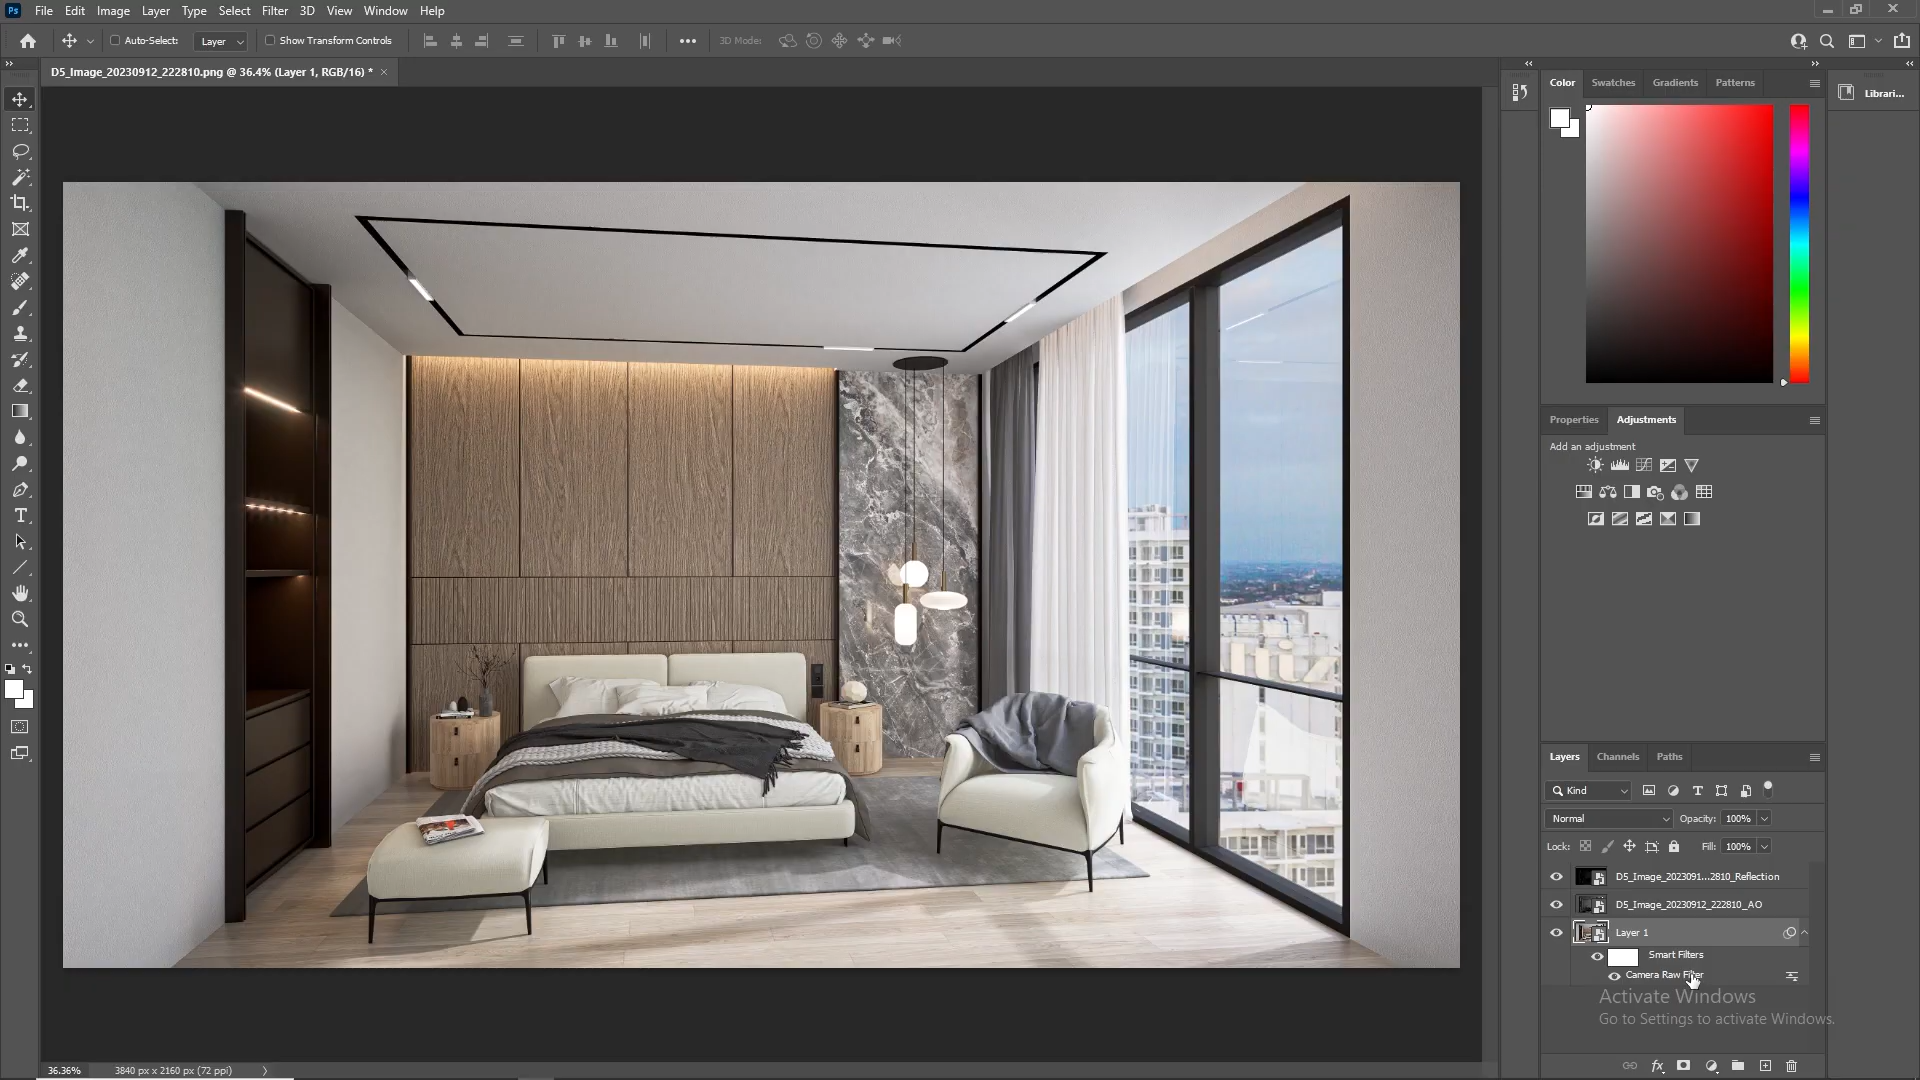 Ps File Edit Image Layer Type Select Filter 3D View Window Help
Auto-Select: Layer Show Transform Controls 3D Mode:
D5_Image_20230912_222810.png @ 36.4% (Layer 1, RGB/16) *
Color Swatches Gradients Patterns
Librari...
Properties Adjustments
Add an adjustment
Layers Channels Paths
Kind
Normal Opacity: 100%
Lock: Fill: 100%
D5_Image_2023091...2810_Reflection
D5_Image_20230912_222810_AO
Layer 1
Smart Filters
Camera Raw Filter
Activate Windows
Go to Settings to activate Windows.
36.36% 3840 px x 2160 px (72 ppi)